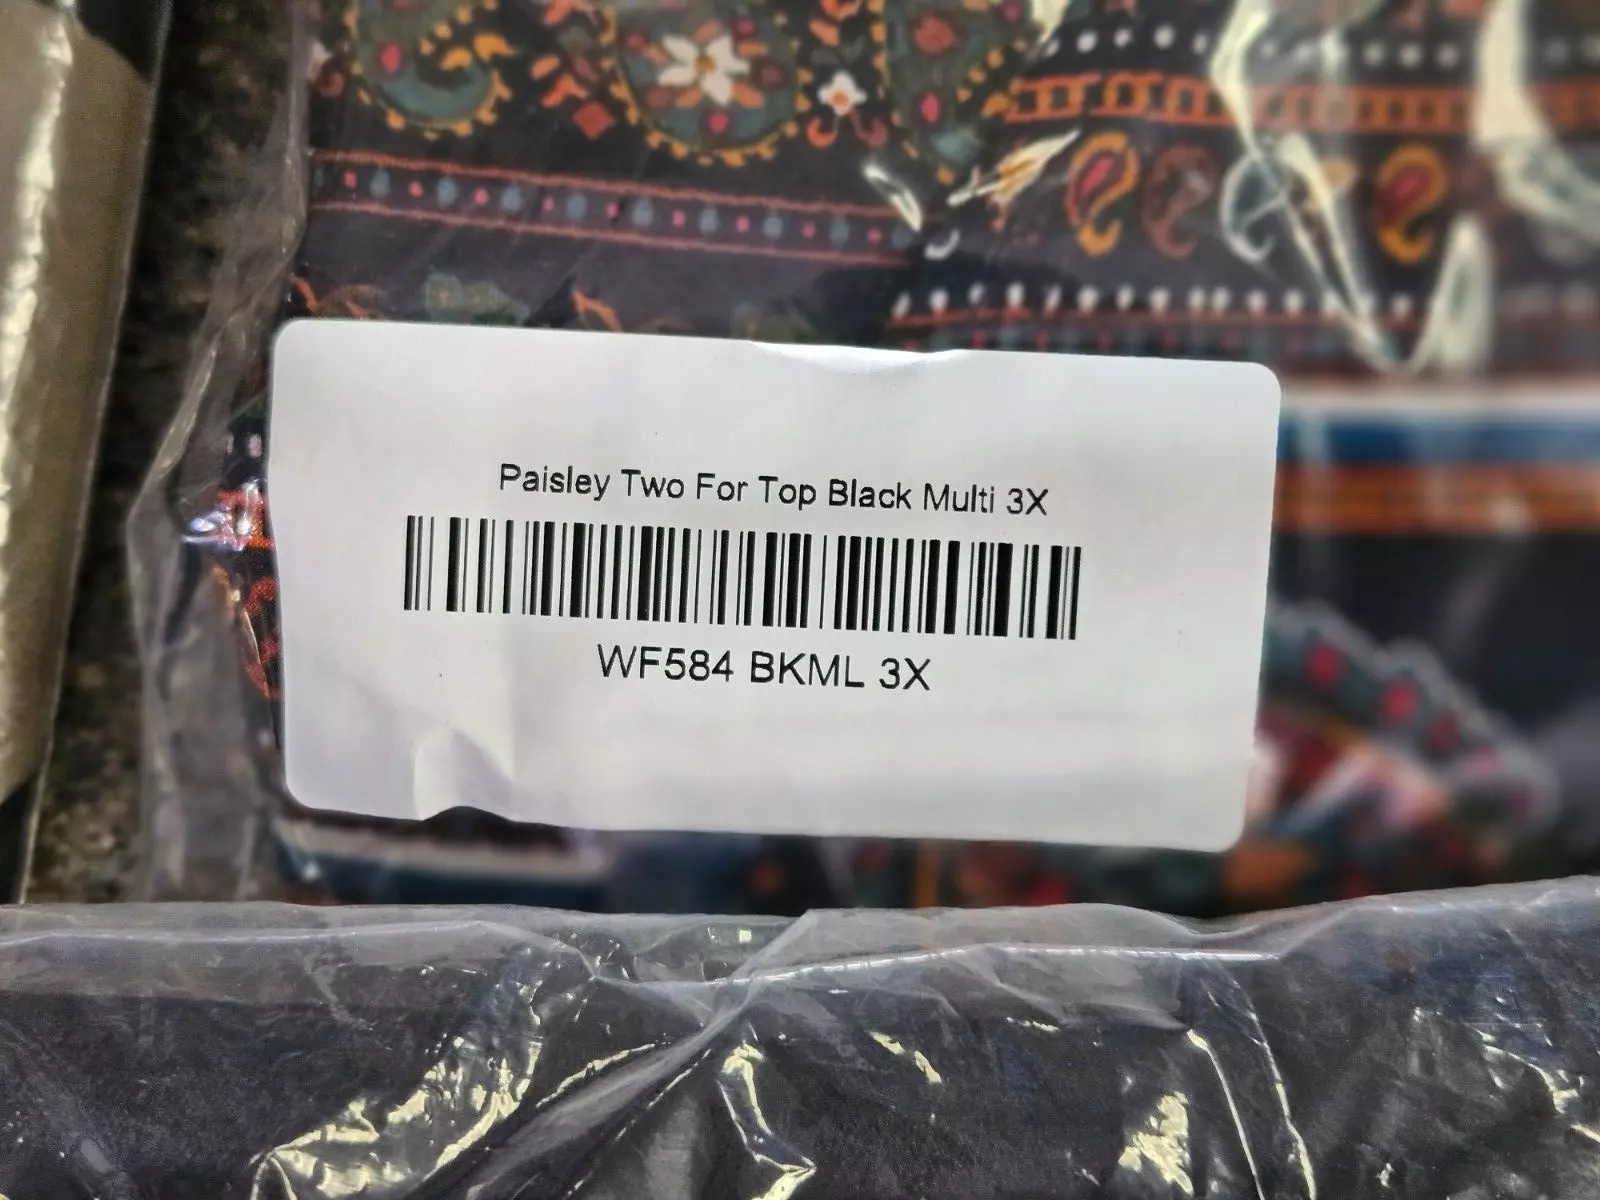 Paisley Two For Top Black Multi 3X
WF584 BKML 3X